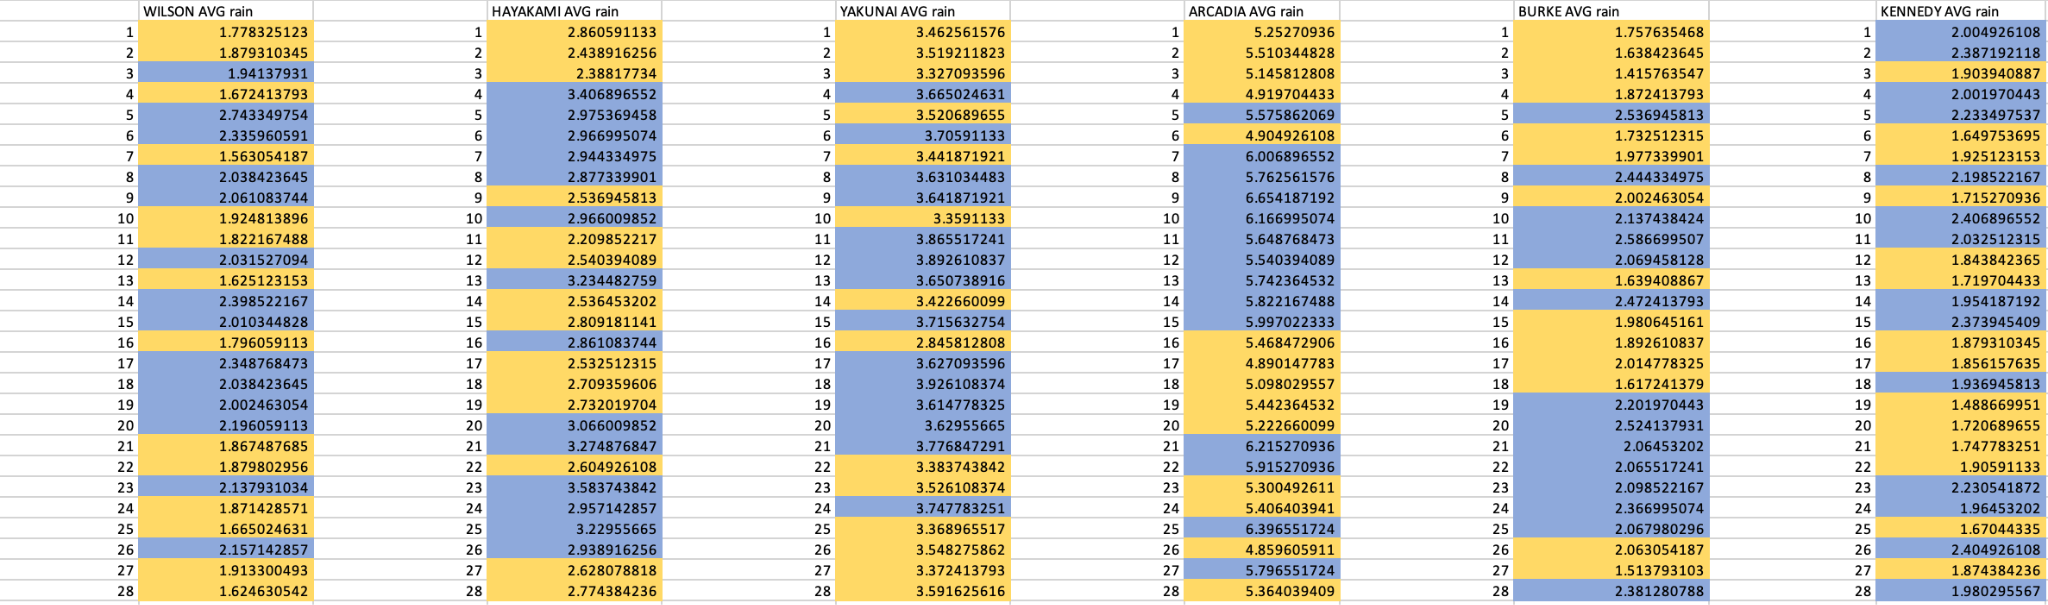 WILSON AVG rain HAYAKAMI AVG rain YAKUNAI AVG rain ARCADIA AVG rain BURKE AVG rain KENNEDY AVG rain
1 1.778325123 1 2.860591133 1 3.462561576 1 5.25270936 1 1.757635468 1 2.004926108
2 1.879310345 2 2.438916256 2 3.519211823 2 5.510344828 2 1.638423645 2 2.387192118
3 1.94137931 3 2.38817734 3 3.327093596 3 5.145812808 3 1.415763547 3 1.903940887
4 1.672413793 4 3.406896552 4 3.665024631 4 4.919704433 4 1.872413793 4 2.001970443
5 2.743349754 5 2.975369458 5 3.520689655 5 5.575862069 5 2.536945813 5 2.233497537
6 2.335960591 6 2.966995074 6 3.70591133 6 4.904926108 6 1.732512315 6 1.649753695
7 1.563054187 7 2.944334975 7 3.441871921 7 6.006896552 7 1.977339901 7 1.925123153
8 2.038423645 8 2.877339901 8 3.631034483 8 5.762561576 8 2.444334975 8 2.198522167
9 2.061083744 9 2.536945813 9 3.641871921 9 6.654187192 9 2.002463054 9 1.715270936
10 1.924813896 10 2.966009852 10 3.3591133 10 6.166995074 10 2.137438424 10 2.406896552
11 1.822167488 11 2.209852217 11 3.865517241 11 5.648768473 11 2.586699507 11 2.032512315
12 2.031527094 12 2.540394089 12 3.892610837 12 5.540394089 12 2.069458128 12 1.843842365
13 1.625123153 13 3.234482759 13 3.650738916 13 5.742364532 13 1.639408867 13 1.719704433
14 2.398522167 14 2.536453202 14 3.422660099 14 5.822167488 14 2.472413793 14 1.954187192
15 2.010344828 15 2.809181141 15 3.715632754 15 5.997022333 15 1.980645161 15 2.373945409
16 1.796059113 16 2.861083744 16 2.845812808 16 5.468472906 16 1.892610837 16 1.879310345
17 2.348768473 17 2.532512315 17 3.627093596 17 4.890147783 17 2.014778325 17 1.856157635
18 2.038423645 18 2.709359606 18 3.926108374 18 5.098029557 18 1.617241379 18 1.936945813
19 2.002463054 19 2.732019704 19 3.614778325 19 5.442364532 19 2.201970443 19 1.488669951
20 2.196059113 20 3.066009852 20 3.62955665 20 5.222660099 20 2.524137931 20 1.720689655
21 1.867487685 21 3.274876847 21 3.776847291 21 6.215270936 21 2.06453202 21 1.747783251
22 1.879802956 22 2.604926108 22 3.383743842 22 5.915270936 22 2.065517241 22 1.90591133
23 2.137931034 23 3.583743842 23 3.526108374 23 5.300492611 23 2.098522167 23 2.230541872
24 1.871428571 24 2.957142857 24 3.747783251 24 5.406403941 24 2.366995074 24 1.96453202
25 1.665024631 25 3.22955665 25 3.368965517 25 6.396551724 25 2.067980296 25 1.67044335
26 2.157142857 26 2.938916256 26 3.548275862 26 4.859605911 26 2.063054187 26 2.404926108
27 1.913300493 27 2.628078818 27 3.372413793 27 5.796551724 27 1.513793103 27 1.874384236
28 1.624630542 28 2.774384236 28 3.591625616 28 5.364039409 28 2.381280788 28 1.980295567